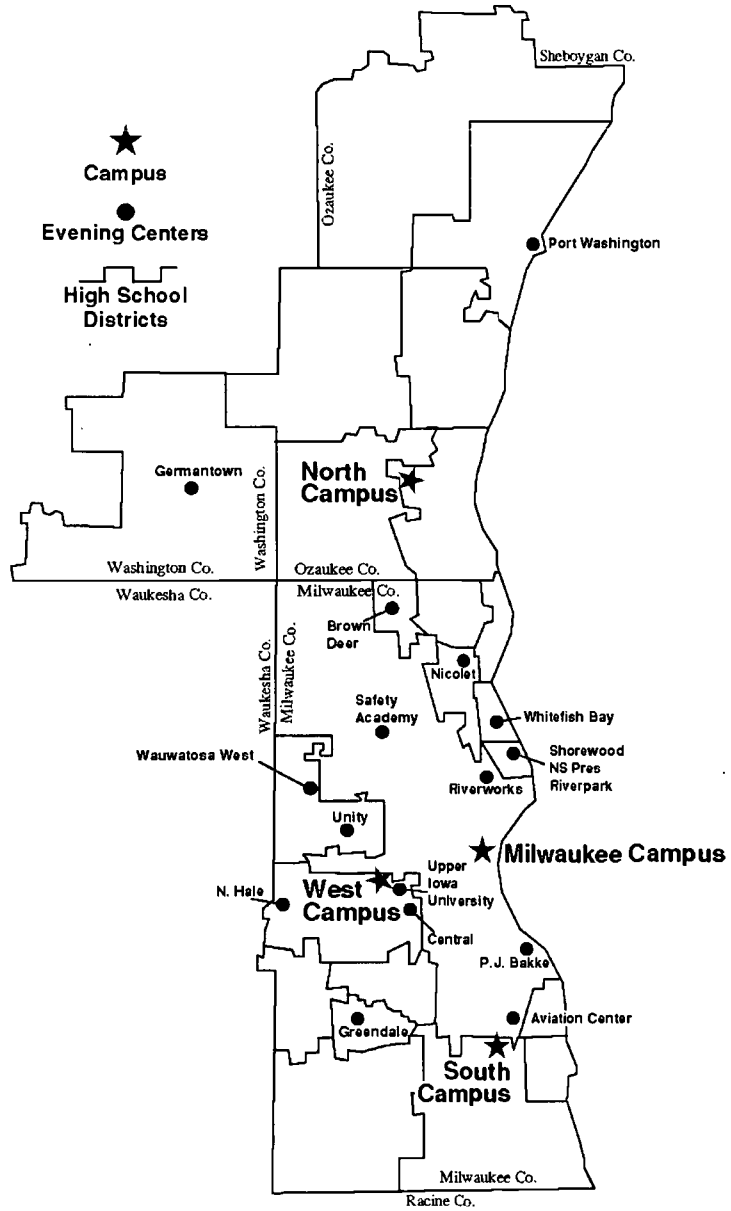 Sheboygan Co.
Campus
Ozaukee Co.
Evening Centers
Port Washington
High School
Districts
Germantown
North
Campus
Washington Co.
Washington Co.
Ozaukee Co.
Waukesha Co.
Milwaukee Co.
Brown
Deer
Waukesha Co.
Milwaukee Co.
Nicolet
Safety
Academy
Whitefish Bay
Wauwatosa West
Shorewood
NS Pres
Riverpark
Riverworks
Unity
Milwaukee Campus
Upper
Iowa
University
West
Campus
N. Hale
Central
P.J. Bakke
Aviation Center
Greendale
South
Campus
Milwaukee Co.
Racine Co.